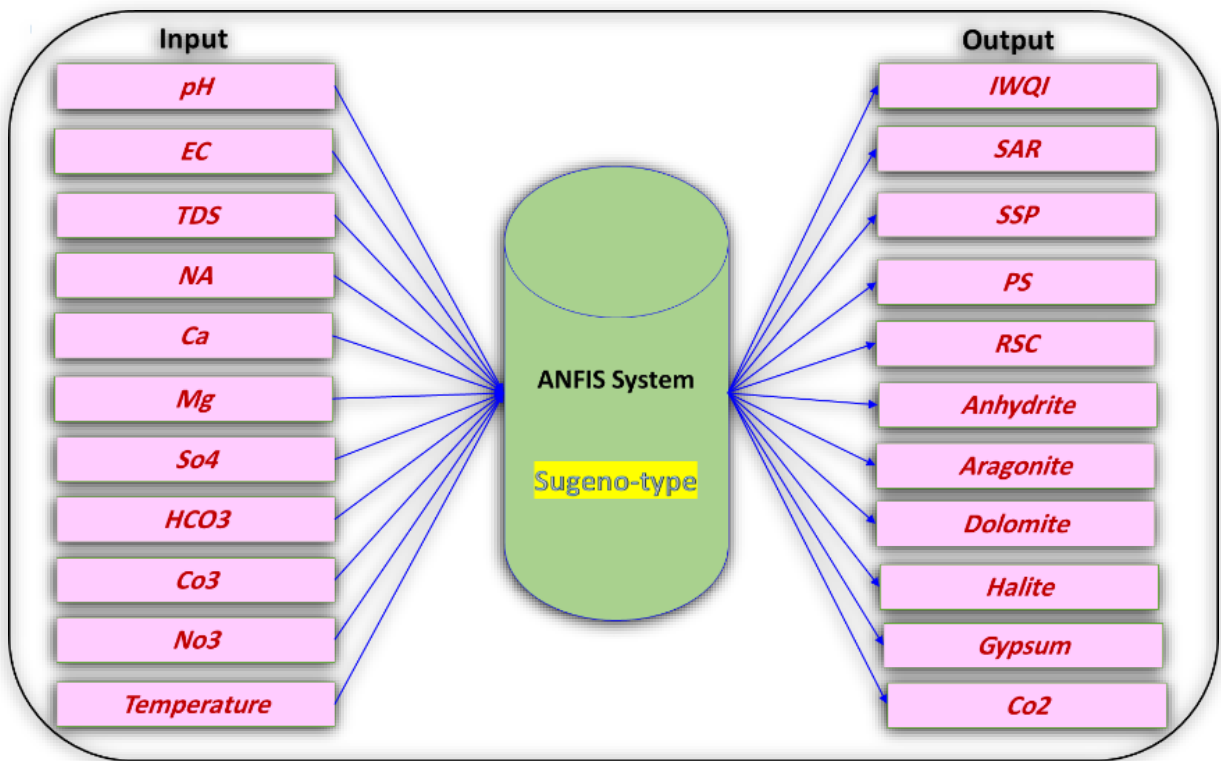 Input
pH
EC
TDS
NA
Ca
Mg
So4
HCO3
Co3
No3
Temperature
ANFIS System
Sugeno-type
Output
IWQI
SAR
SSP
PS
RSC
Anhydrite
Aragonite
Dolomite
Halite
Gypsum
Co2